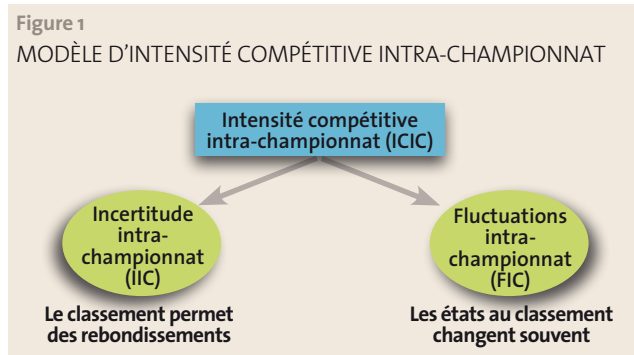 Figure 1
MODÈLE D'INTENSITÉ COMPÉTITIVE INTRA-CHAMPIONNAT
Intensité compétitive
intra-championnat (ICIC)
Incertitude
intra-
championnat
(IIC)
Le classement permet
des rebondissements
Fluctuations
intra-
championnat
(FIC)
Les états au classement
changent souvent